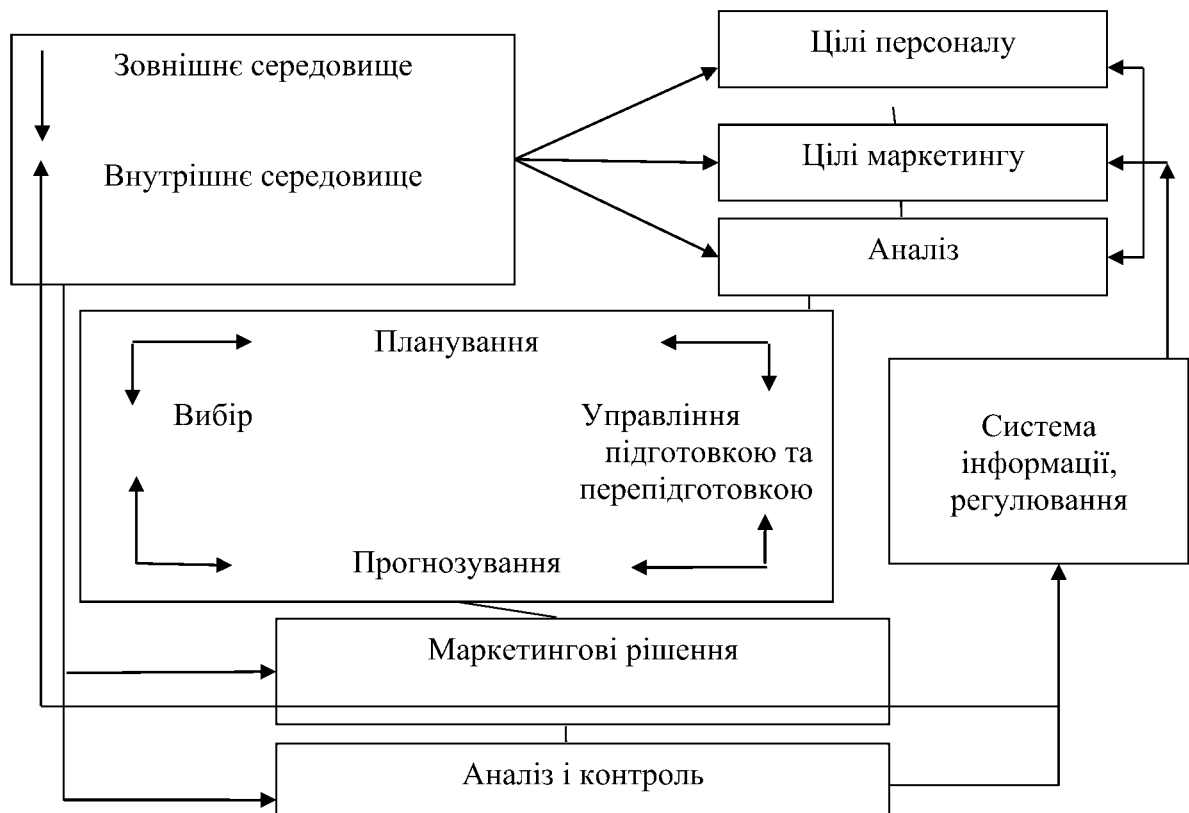 Зовнішнє середовище
Внутрішнє середовище
Цілі персоналу
Цілі маркетингу
Аналіз
Планування
Вибір
Управління
підготовкою та
перепідготовкою
Прогнозування
Система
інформації,
регулювання
Маркетингові рішення
Аналіз і контроль